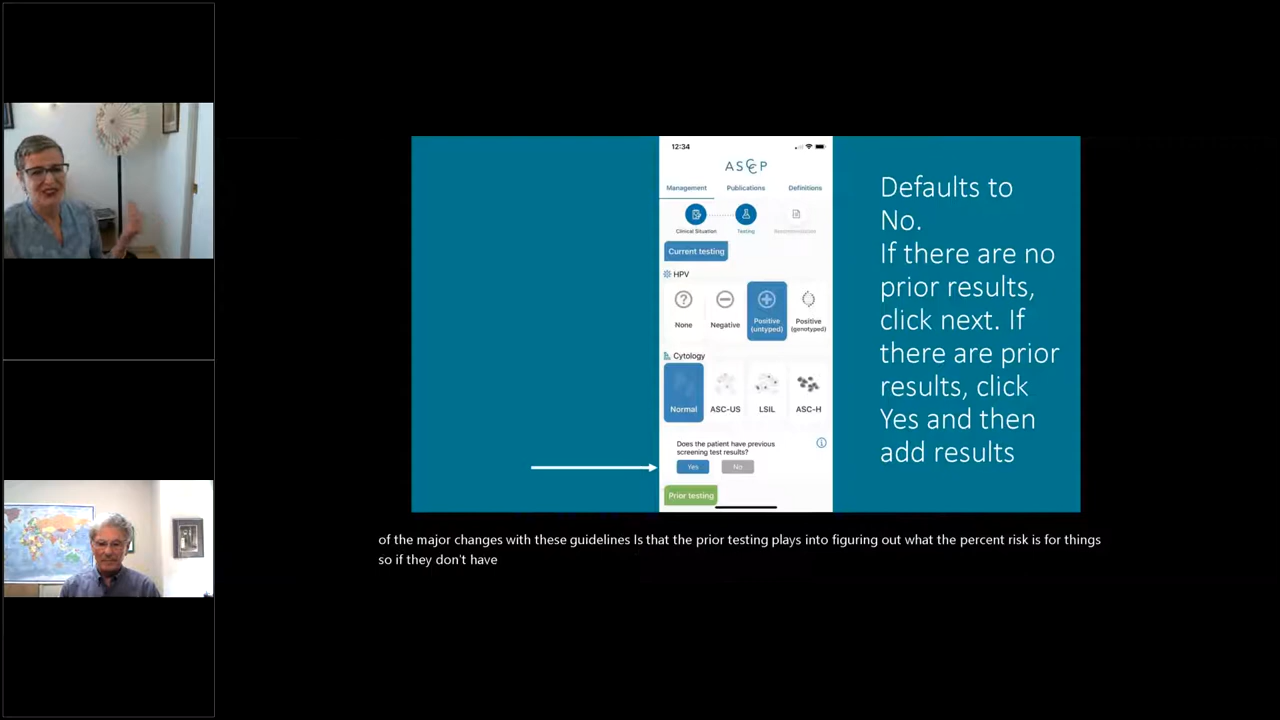 12:34
ASCCP
Management Publications Definitions
Clinical Situation Testing Recommendations
Current testing
HPV
None Negative Positive (untyped) Positive (genotyped)
Cytology
Normal ASC-US LSIL ASC-H
Does the patient have previous
screening test results?
Yes No
Prior testing
Defaults to
No.
If there are no
prior results,
click next. If
there are prior
results, click
Yes and then
add results
of the major changes with these guidelines Is that the prior testing plays into figuring out what the percent risk is for things
so if they don't have